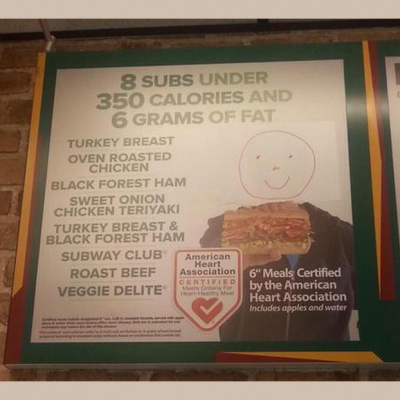 8 SUBS UNDER
350 CALORIES AND
6 GRAMS OF FAT
TURKEY BREAST
OVEN ROASTED
CHICKEN
BLACK FOREST HAM
SWEET ONION
CHICKEN TERIYAKI
TURKEY BREAST &
BLACK FOREST HAM
SUBWAY CLUB®
ROAST BEEF
VEGGIE DELITE®
American
Heart
Association
CERTIFIED
Meets Criteria For
Heart-Healthy Meal
6" Meals Certified
by the American
Heart Association
Includes apples and water